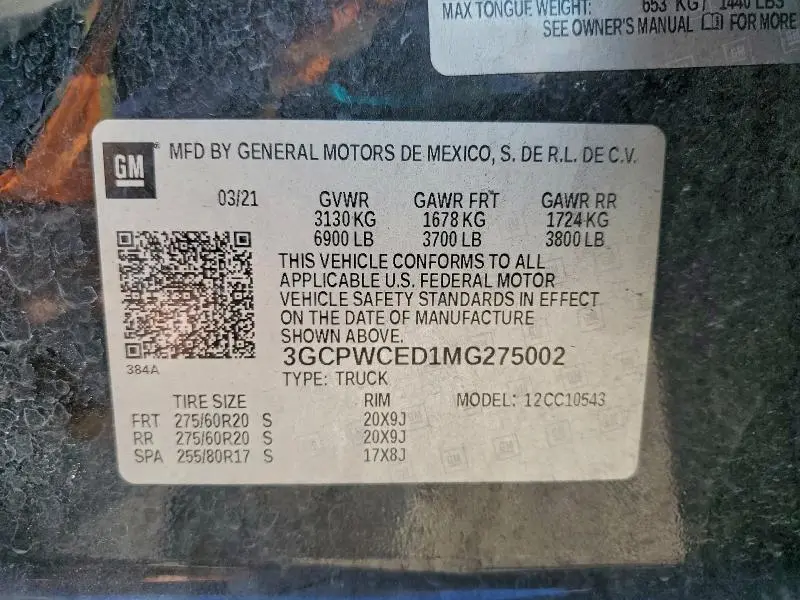 MAX TONGUE WEIGHT: 653 KG / 1440 LBS
SEE OWNER'S MANUAL FOR MORE
GM MFD BY GENERAL MOTORS DE MEXICO, S. DE R.L. DE C.V.
03/21 GVWR GAWR FRT GAWR RR
3130 KG 1678 KG 1724 KG
6900 LB 3700 LB 3800 LB
THIS VEHICLE CONFORMS TO ALL
APPLICABLE U.S. FEDERAL MOTOR
VEHICLE SAFETY STANDARDS IN EFFECT
ON THE DATE OF MANUFACTURE
SHOWN ABOVE.
3GCPWCED1MG275002
384A
TYPE: TRUCK
TIRE SIZE RIM MODEL: 12CC10543
FRT 275/60R20 S 20X9J
RR 275/60R20 S 20X9J
SPA 255/80R17 S 17X8J